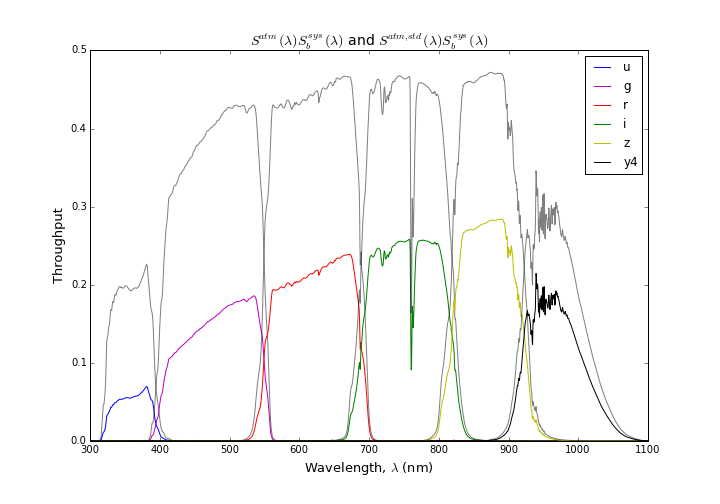 S^{atm}(λ)S_b^{sys}(λ) and S^{atm,std}(λ)S_b^{sys}(λ)
0.5
0.4
0.3
0.2
0.1
0.0
Throughput
u
g
r
i
z
y4
300 400 500 600 700 800 900 1000 1100
Wavelength, λ (nm)